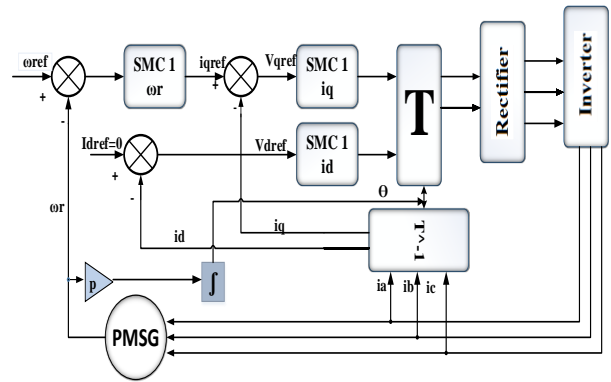 ωref
+
-
SMC 1
ωr
iqref
+
-
Vqref
SMC 1
iq
T
Rectifier
Inverter
Idref=0
+
-
Vdref
SMC 1
id
θ
ωr
id
iq
T^-1
p
∫
ia
ib
ic
PMSG